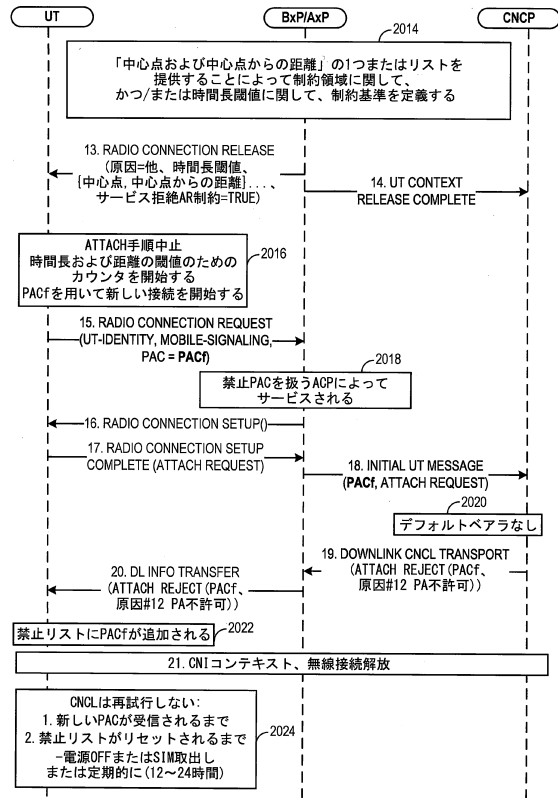 UT
BxP/AxP
CNCP
2014
「中心点および中心点からの距離」の1つまたはリストを
提供することによって制約領域に関して、
かつ/または時間長閾値に関して、制約基準を定義する
13. RADIO CONNECTION RELEASE
(原因=他、時間長閾値、
{中心点, 中心点からの距離}...、
サービス拒絶AR制約=TRUE)
14. UT CONTEXT
RELEASE COMPLETE
ATTACH手順中止
時間長および距離の閾値のための
カウンタを開始する
PACfを用いて新しい接続を開始する
2016
15. RADIO CONNECTION REQUEST
(UT-IDENTITY, MOBILE-SIGNALING,
PAC = PACf)
2018
禁止PACを扱うACPによって
サービスされる
16. RADIO CONNECTION SETUP()
17. RADIO CONNECTION SETUP
COMPLETE (ATTACH REQUEST)
18. INITIAL UT MESSAGE
(PACf, ATTACH REQUEST)
2020
デフォルトベアラなし
19. DOWNLINK CNCL TRANSPORT
(ATTACH REJECT(PACf、
原因#12 PA不許可))
20. DL INFO TRANSFER
(ATTACH REJECT(PACf、
原因#12 PA不許可))
禁止リストにPACfが追加される
2022
21. CNIコンテキスト、無線接続解放
CNCLは再試行しない:
1. 新しいPACが受信されるまで
2. 禁止リストがリセットされるまで
-電源OFFまたはSIM取出し
または定期的に(12~24時間)
2024